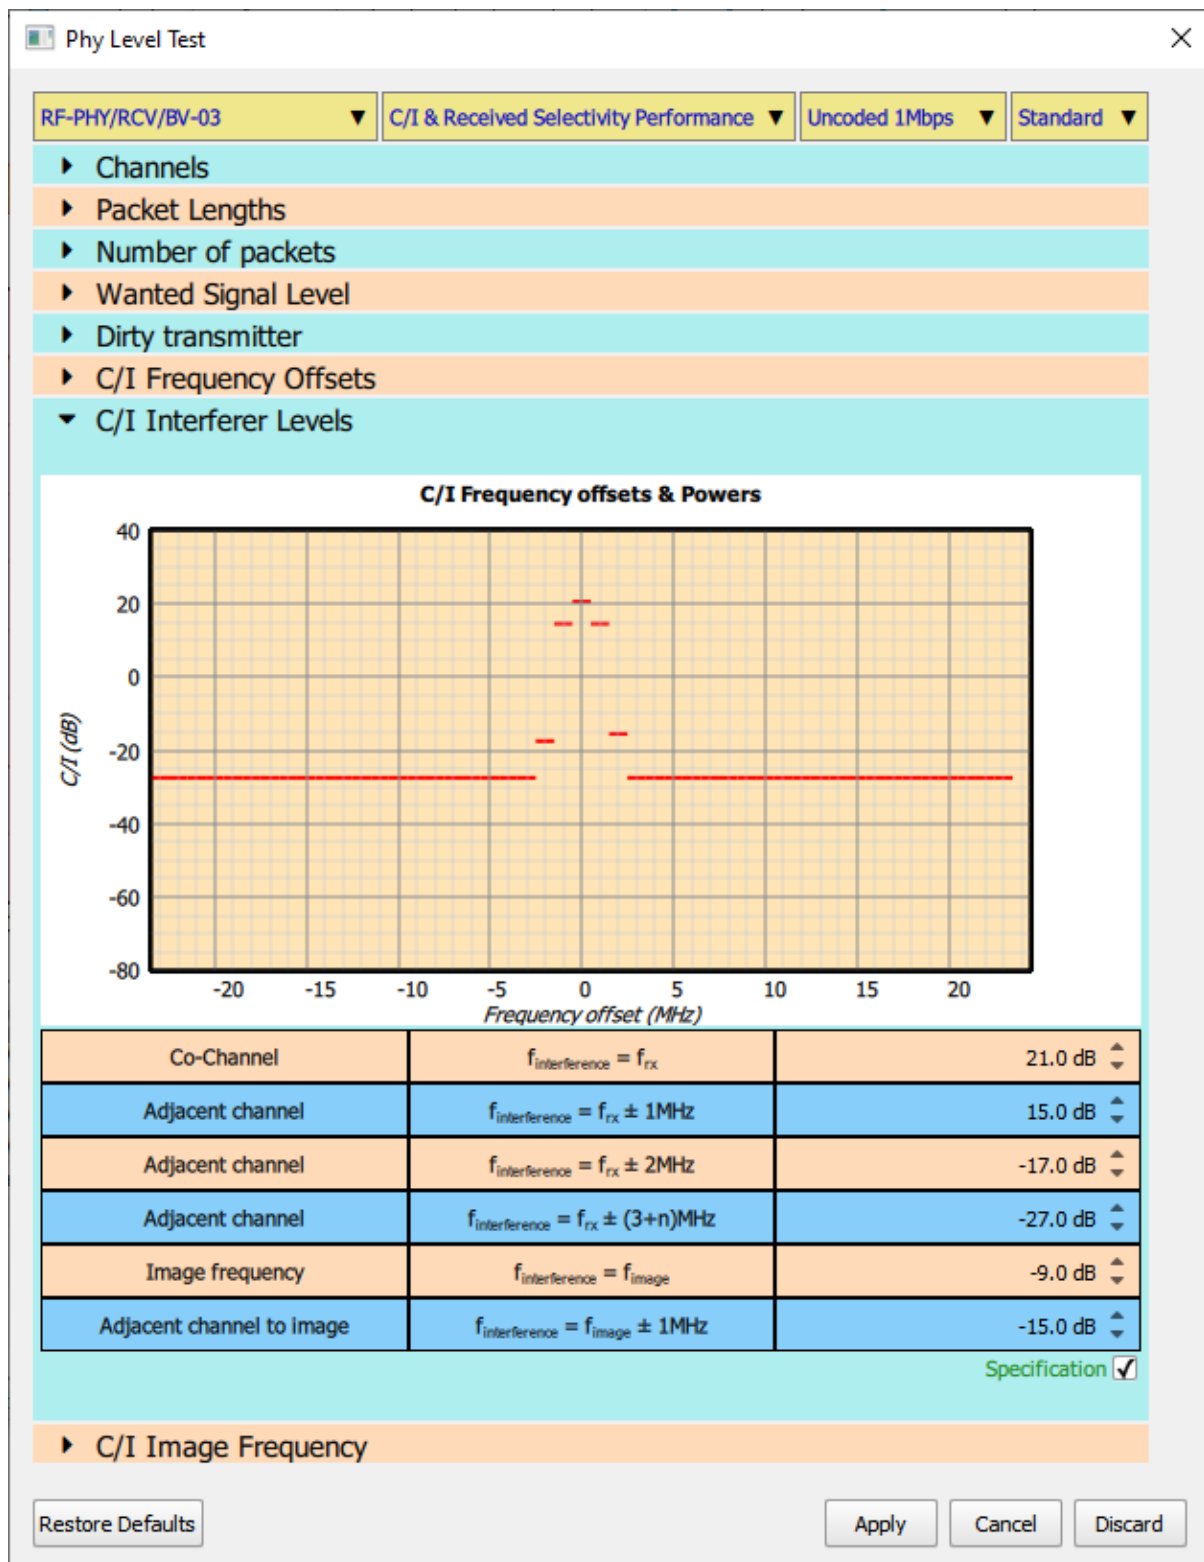 Phy Level Test
RF-PHY/RCV/BV-03 C/I & Received Selectivity Performance Uncoded 1Mbps Standard
Channels
Packet Lengths
Number of packets
Wanted Signal Level
Dirty transmitter
C/I Frequency Offsets
C/I Interferer Levels
C/I Frequency offsets & Powers
40
20
0
-20
-40
-60
-80
C/I (dB)
-20 -15 -10 -5 0 5 10 15 20
Frequency offset (MHz)
Co-Channel finterference = frx 21.0 dB
Adjacent channel finterference = frx ± 1MHz 15.0 dB
Adjacent channel finterference = frx ± 2MHz -17.0 dB
Adjacent channel finterference = frx ± (3+n)MHz -27.0 dB
Image frequency finterference = fimage -9.0 dB
Adjacent channel to image finterference = fimage ± 1MHz -15.0 dB
Specification
C/I Image Frequency
Restore Defaults Apply Cancel Discard